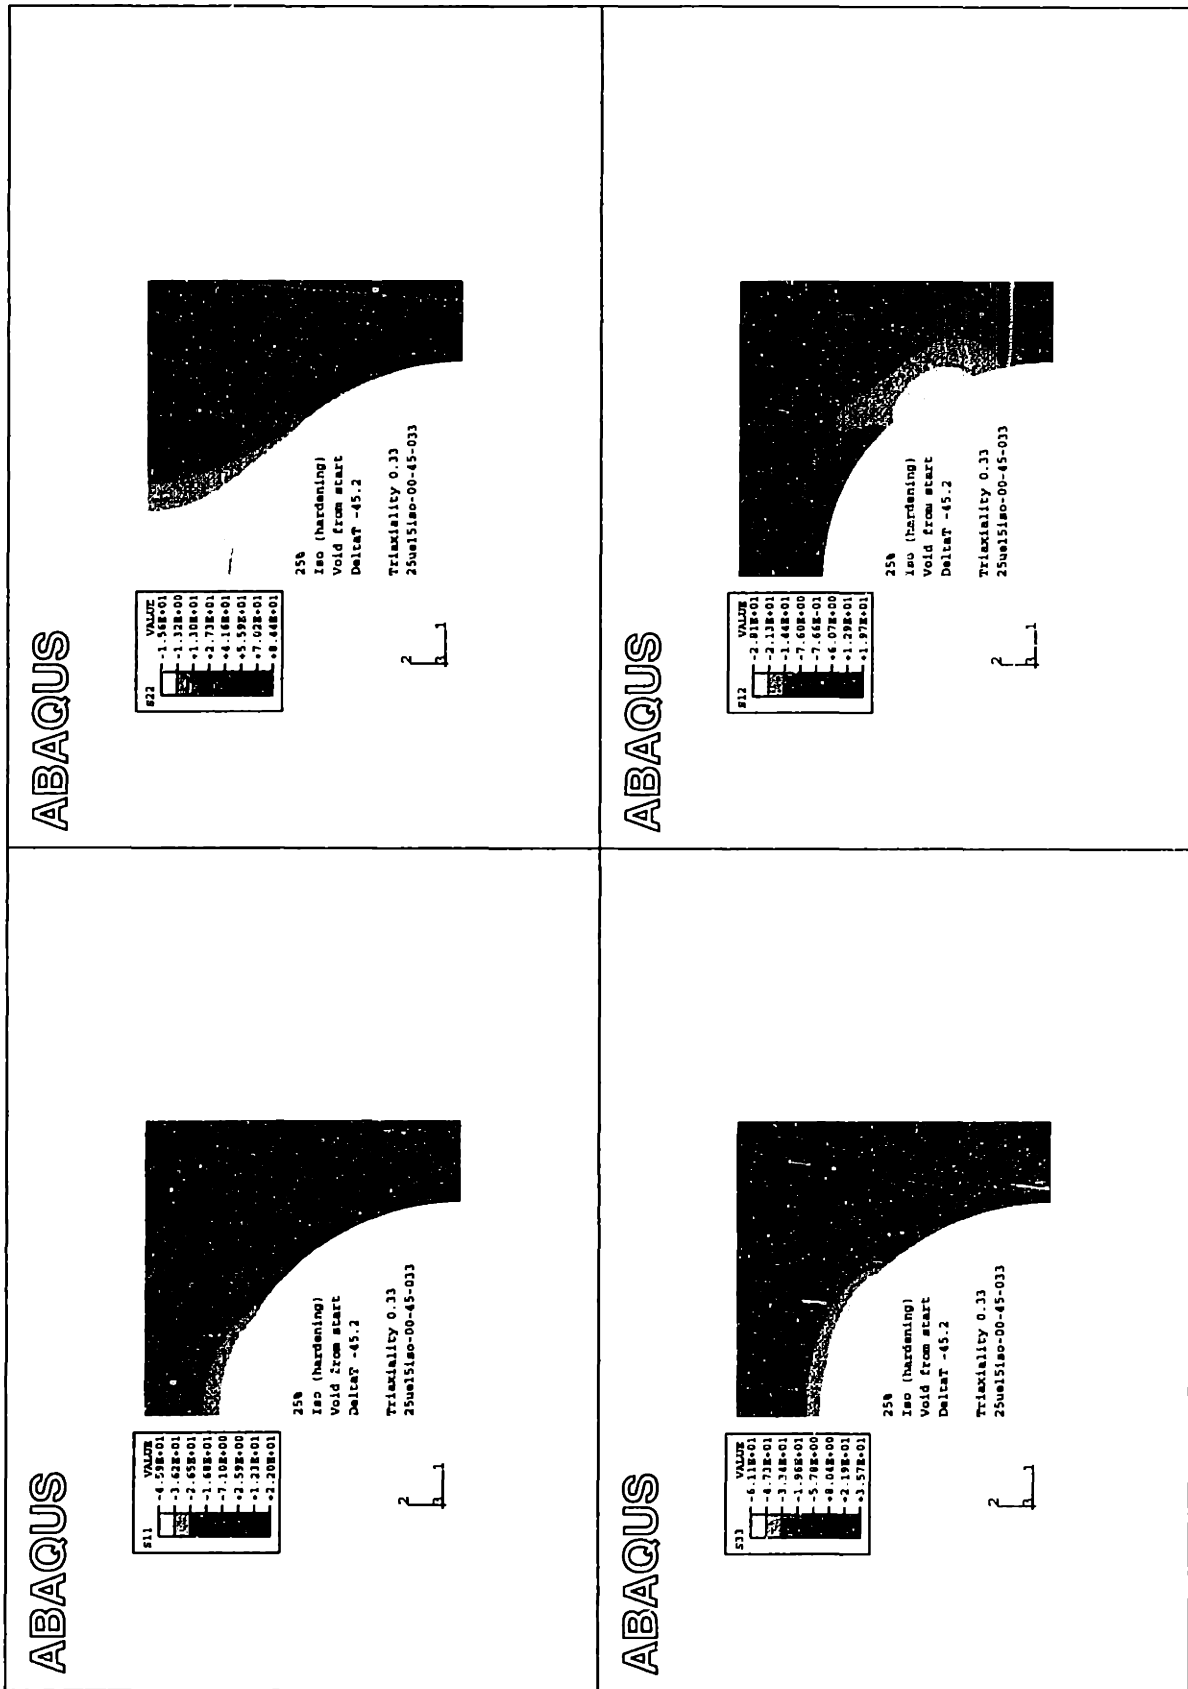 ABAQUS
S11 VALUE
-4.59E+01
-3.62E+01
-2.65E+01
-1.68E+01
-7.10E+00
+2.59E+00
+1.23E+01
+2.20E+01
25%
Iso (hardening)
Void from start
DeltaT -45.2
Triaxiality 0.33
25uel5iso-00-45-033
2
3 1
ABAQUS
S22 VALUE
-1.56E+01
-1.32E+00
+1.30E+01
+2.73E+01
+4.16E+01
+5.59E+01
+7.02E+01
+8.44E+01
25%
Iso (hardening)
Void from start
DeltaT -45.2
Triaxiality 0.33
25uel5iso-00-45-033
2
3 1
ABAQUS
S33 VALUE
-6.11E+01
-4.73E+01
-3.34E+01
-1.96E+01
-5.78E+00
+8.04E+00
+2.19E+01
+3.57E+01
25%
Iso (hardening)
Void from start
DeltaT -45.2
Triaxiality 0.33
25uel5iso-00-45-033
2
3 1
ABAQUS
S12 VALUE
-2.81E+01
-2.13E+01
-1.44E+01
-7.60E+00
-7.66E-01
+6.07E+00
+1.29E+01
+1.97E+01
25%
Iso (hardening)
Void from start
DeltaT -45.2
Triaxiality 0.33
25uel5iso-00-45-033
2
3 1